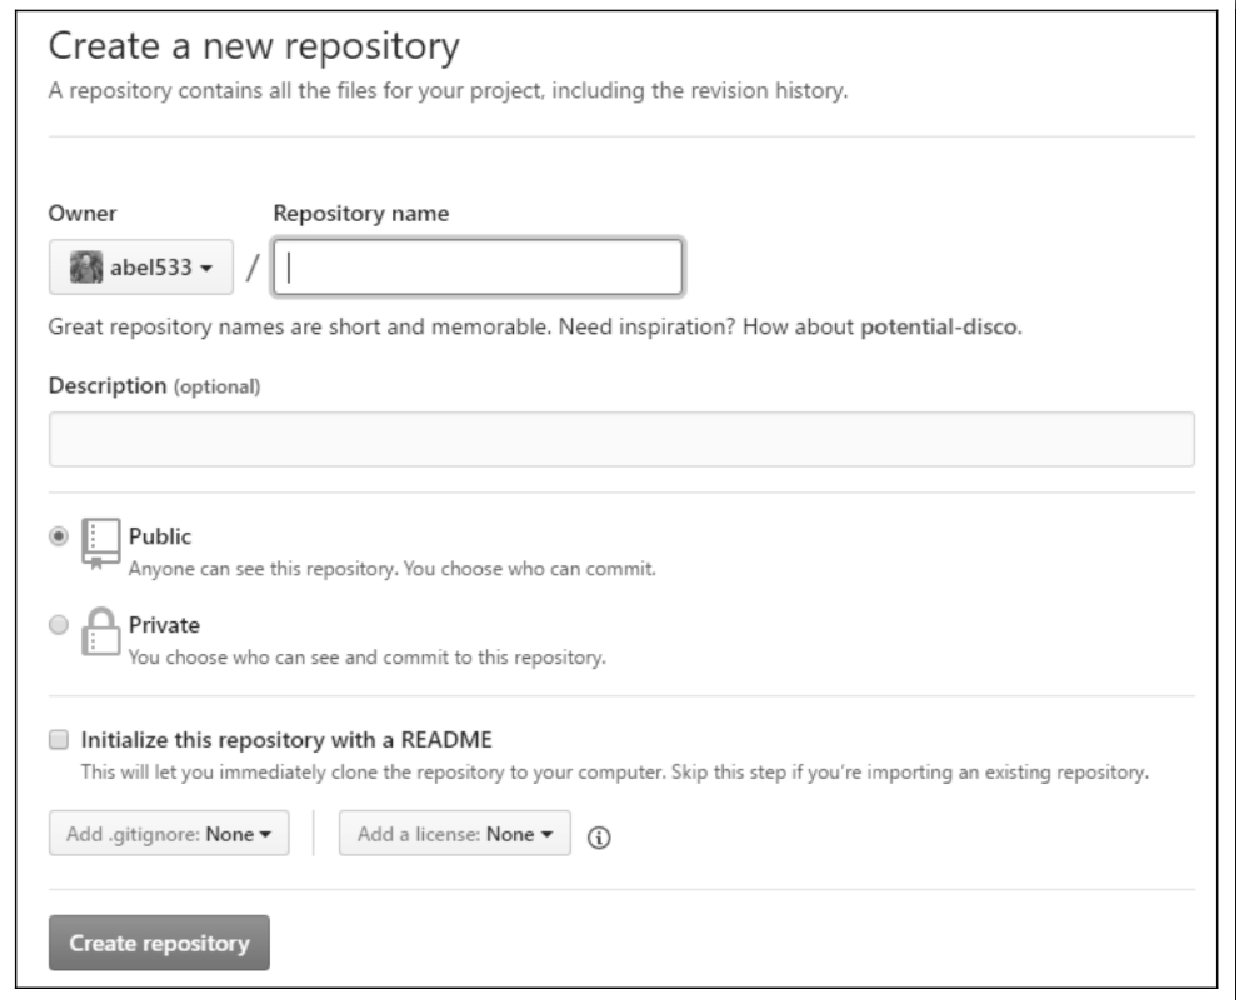 Create a new repository
A repository contains all the files for your project, including the revision history.
Owner
Repository name
abel533
/
Great repository names are short and memorable. Need inspiration? How about potential-disco.
Description (optional)
Public
Anyone can see this repository. You choose who can commit.
Private
You choose who can see and commit to this repository.
Initialize this repository with a README
This will let you immediately clone the repository to your computer. Skip this step if you're importing an existing repository.
Add .gitignore: None
Add a license: None
Create repository